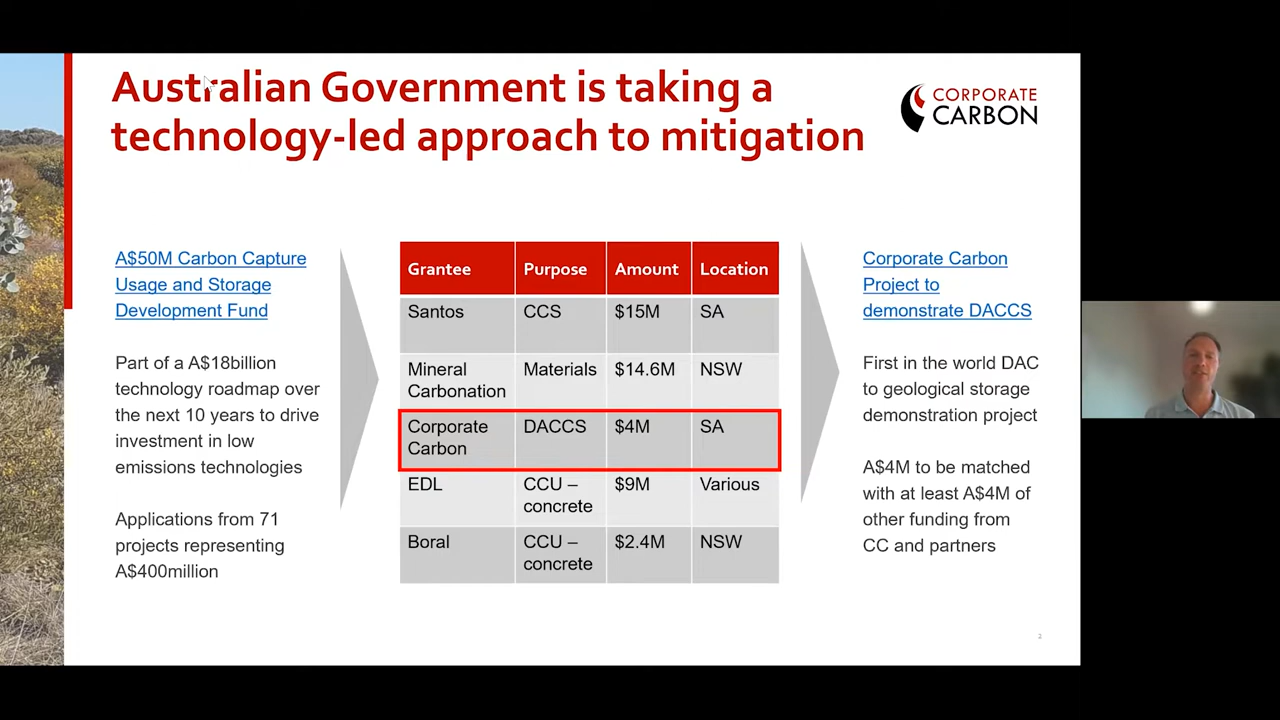 Australian Government is taking a
technology-led approach to mitigation
CORPORATE
CARBON
A$50M Carbon Capture
Usage and Storage
Development Fund
Part of a A$18billion
technology roadmap over
the next 10 years to drive
investment in low
emissions technologies
Applications from 71
projects representing
A$400million
Grantee Purpose Amount Location
Santos CCS $15M SA
Mineral Materials $14.6M NSW
Carbonation
Corporate DACCS $4M SA
Carbon
EDL CCU – $9M Various
concrete
Boral CCU – $2.4M NSW
concrete
Corporate Carbon
Project to
demonstrate DACCS
First in the world DAC
to geological storage
demonstration project
A$4M to be matched
with at least A$4M of
other funding from
CC and partners
2